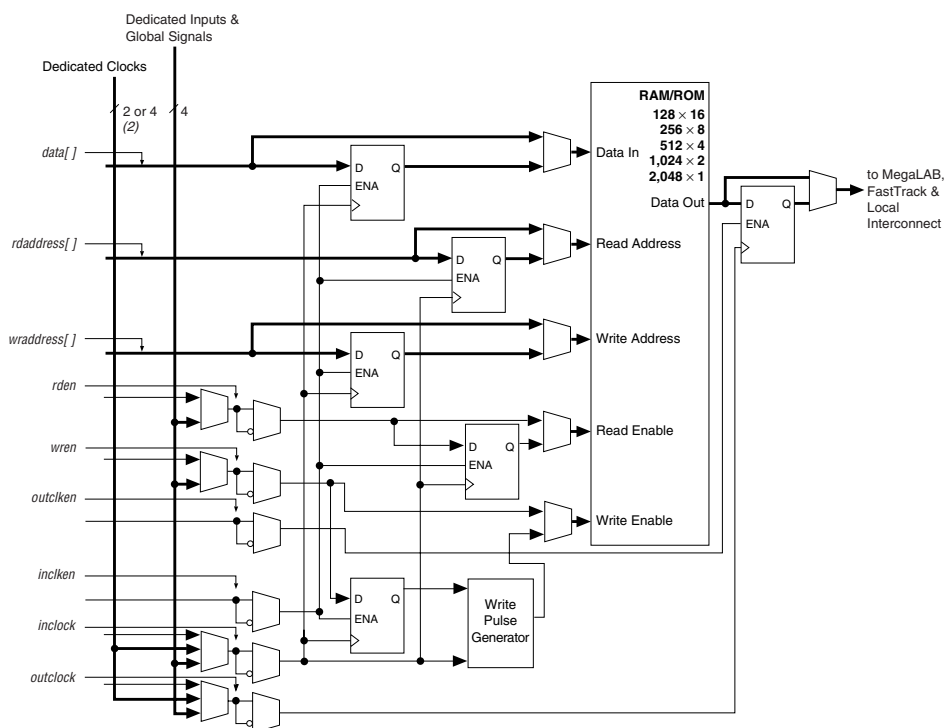 Dedicated Inputs &
Global Signals
Dedicated Clocks
2 or 4
(2)
4
RAM/ROM
128 × 16
256 × 8
512 × 4
1,024 × 2
2,048 × 1
data[ ]
D
Q
ENA
Data In
Data Out
D
Q
ENA
to MegaLAB,
FastTrack &
Local
Interconnect
rdaddress[ ]
D
Q
ENA
Read Address
wraddress[ ]
D
Q
ENA
Write Address
rden
D
Q
ENA
Read Enable
wren
outclken
Write Enable
inclken
D
Q
ENA
Write
Pulse
Generator
inclock
outclock